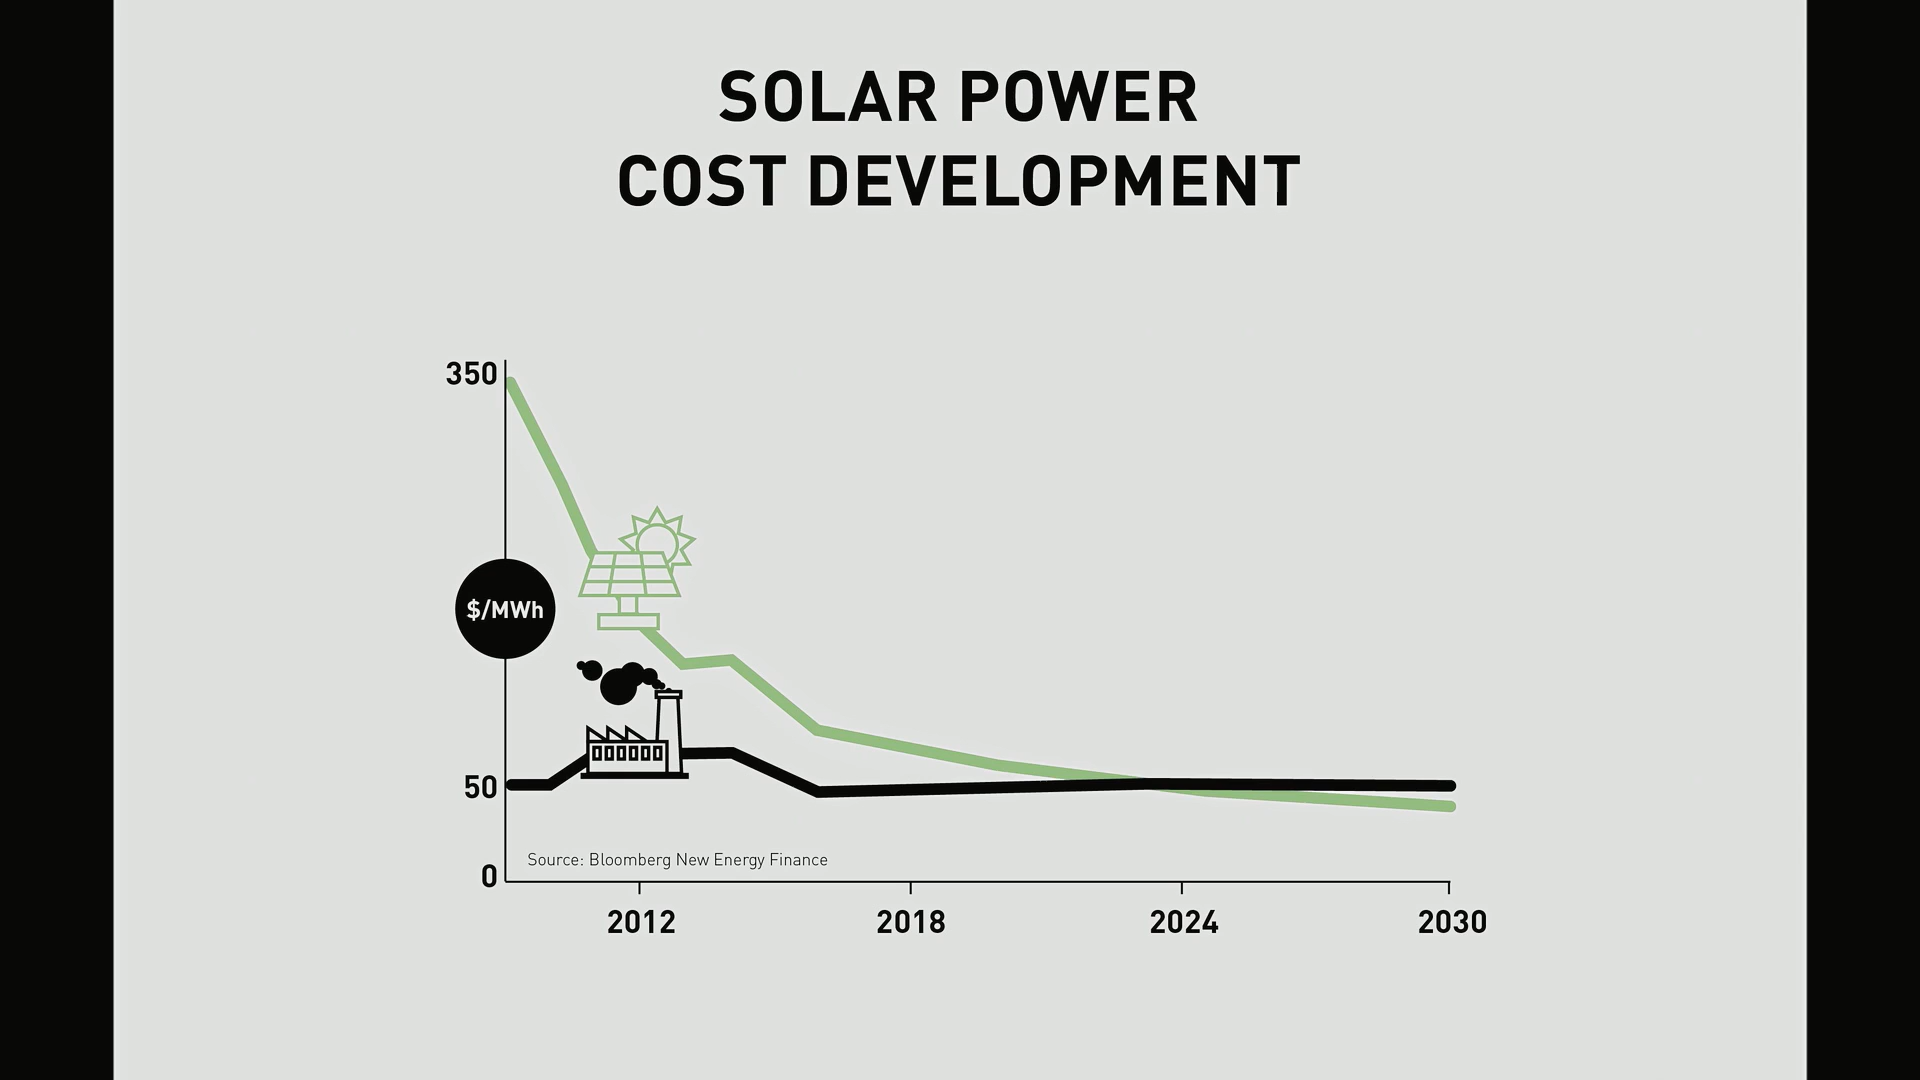 SOLAR POWER
COST DEVELOPMENT
350
$/MWh
50
0
Source: Bloomberg New Energy Finance
2012 2018 2024 2030